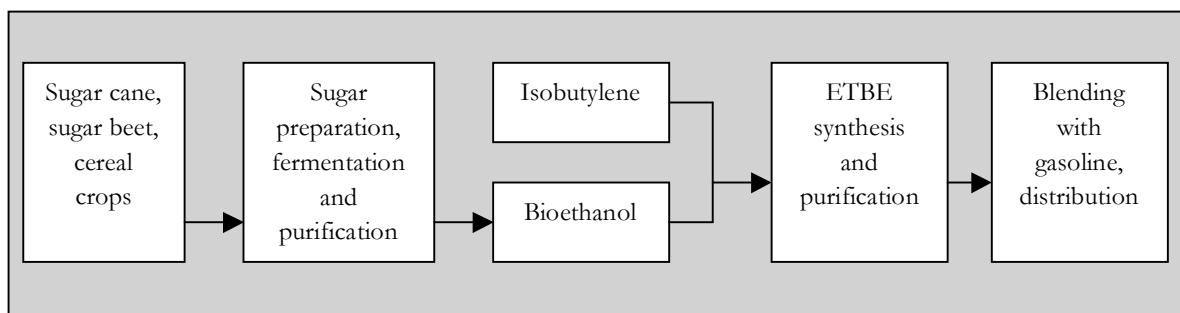 Sugar cane,
sugar beet,
cereal
crops
Sugar
preparation,
fermentation
and
purification
Isobutylene
Bioethanol
ETBE
synthesis
and
purification
Blending
with
gasoline,
distribution